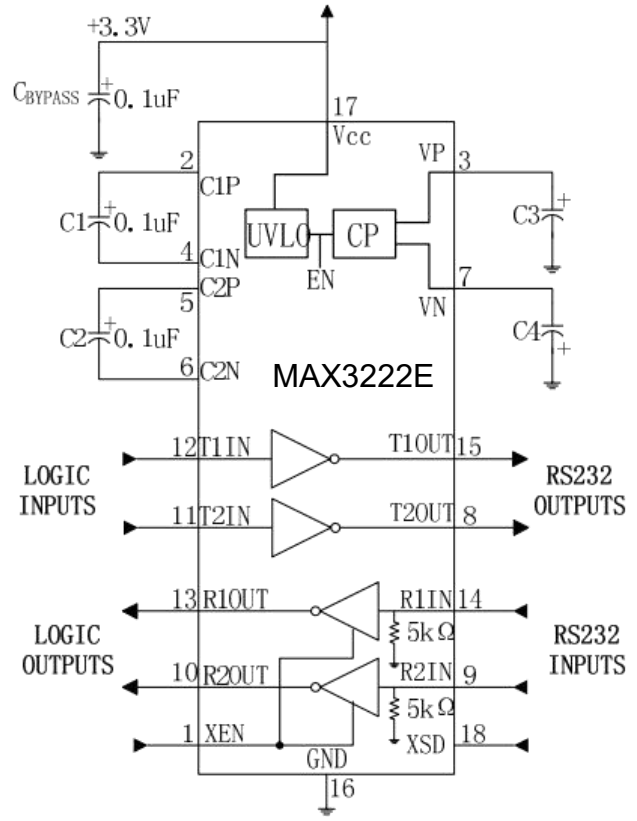 +3.3V
CBYPASS + 0.1uF
17
Vcc
2
C1P
VP 3
C1 + 0.1uF
UVLO
CP
C3 +
4
C1N
EN
7
C2P
5
VN
C2 + 0.1uF
C4 +
6
C2N
MAX3222E
12 T1IN
T1OUT 15
LOGIC
INPUTS
RS232
OUTPUTS
11 T2IN
T2OUT 8
13 R1OUT
R1IN 14
5kΩ
LOGIC
OUTPUTS
RS232
INPUTS
10 R2OUT
R2IN 9
5kΩ
1 XEN
XSD 18
GND
16